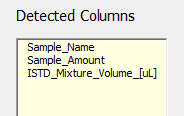 Detected Columns
Sample_Name
Sample_Amount
ISTD_Mixture_Volume_[uL]